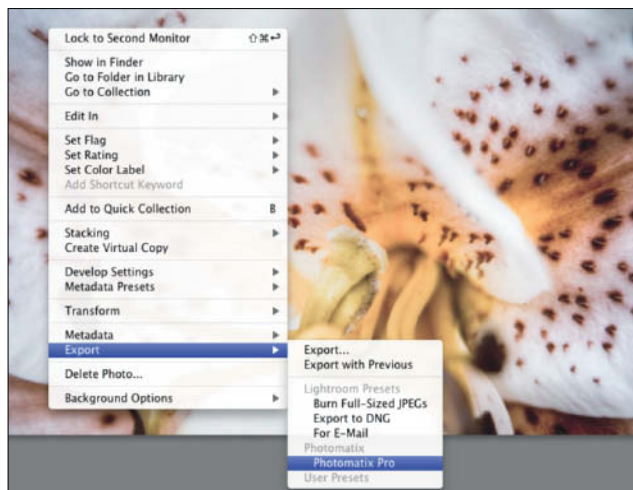 Lock to Second Monitor ⇧⌘↩
Show in Finder
Go to Folder in Library
Go to Collection
Edit In
Set Flag
Set Rating
Set Color Label
Add Shortcut Keyword
Add to Quick Collection B
Stacking
Create Virtual Copy
Develop Settings
Metadata Presets
Transform
Metadata
Export
Delete Photo...
Background Options
Export...
Export with Previous
Lightroom Presets
Burn Full-Sized JPEGs
Export to DNG
For E-Mail
Photomatix
Photomatix Pro
User Presets